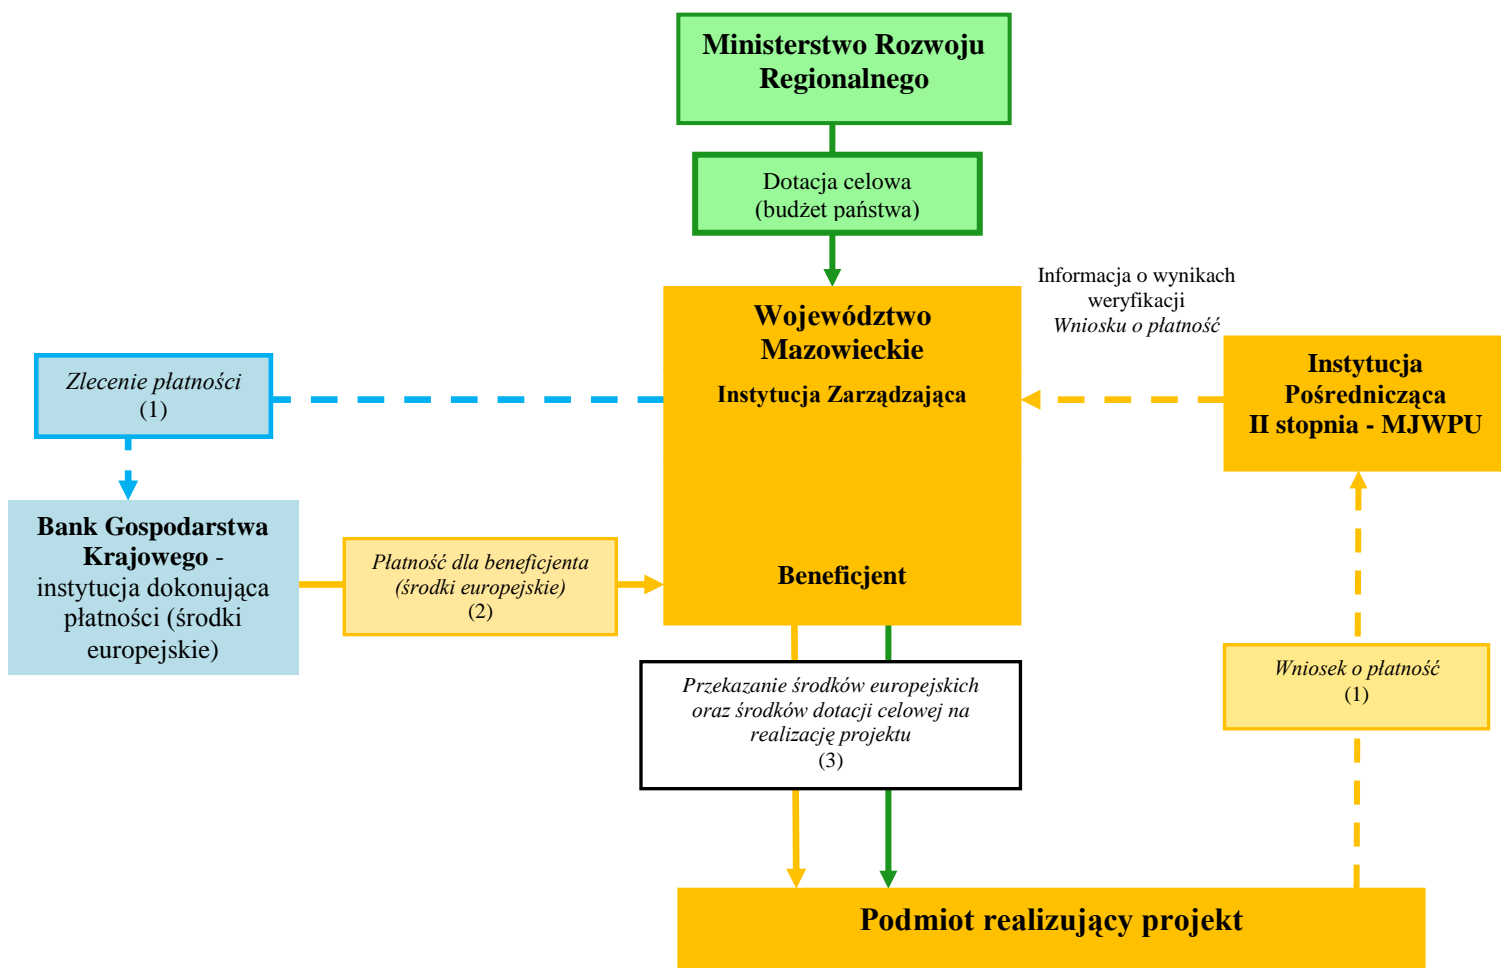 Ministerstwo Rozwoju
Regionalnego
Dotacja celowa
(budżet państwa)
Informacja o wynikach
weryfikacji
Wniosku o płatność
Województwo
Mazowieckie
Instytucja Zarządzająca
Beneficjent
Instytucja
Pośrednicząca
II stopnia - MJWPU
Zlecenie płatności
(1)
Bank Gospodarstwa
Krajowego -
instytucja dokonująca
płatności (środki
europejskie)
Płatność dla beneficjenta
(środki europejskie)
(2)
Przekazanie środków europejskich
oraz środków dotacji celowej na
realizację projektu
(3)
Wniosek o płatność
(1)
Podmiot realizujący projekt